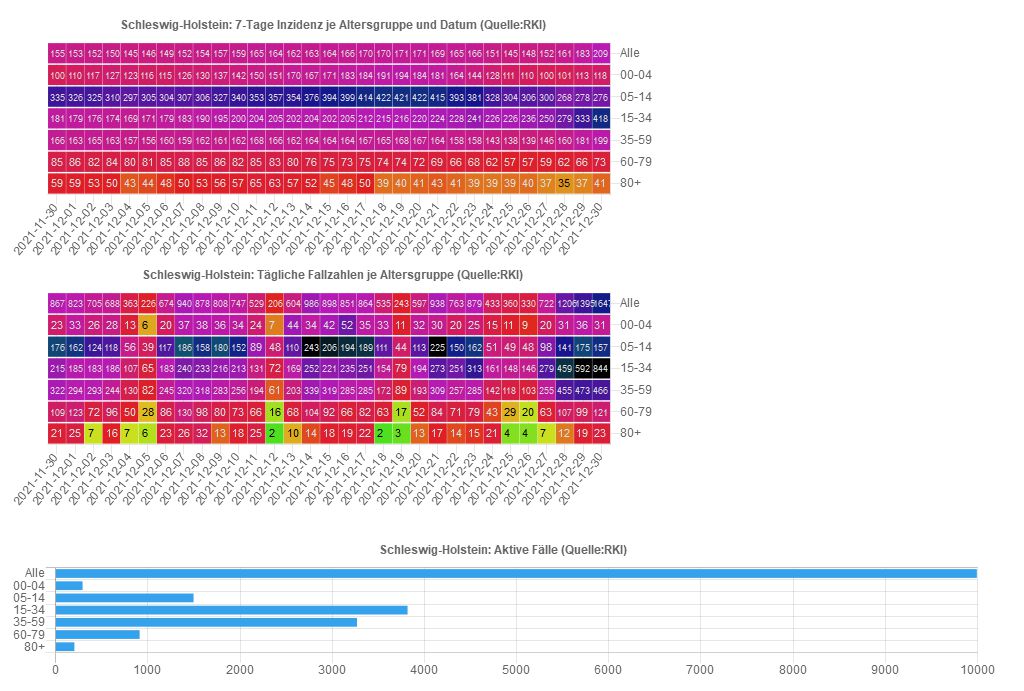 Schleswig-Holstein: 7-Tage Inzidenz je Altersgruppe und Datum (Quelle:RKI)
155 153 152 150 145 146 149 152 154 157 159 165 164 162 163 164 166 170 170 171 171 169 165 166 151 145 148 152 161 183 209 Alle
100 110 117 127 123 116 115 126 130 137 142 150 151 170 167 171 183 184 191 194 184 181 164 144 128 111 110 100 101 113 118 00-04
335 326 325 310 297 305 304 307 306 327 340 353 357 354 376 394 399 414 422 421 422 415 393 381 328 304 306 300 268 278 276 05-14
181 179 176 174 169 171 179 183 190 195 200 204 205 202 204 202 205 212 215 216 220 224 228 241 226 226 236 250 279 333 418 15-34
166 163 165 163 157 156 160 159 162 161 162 168 166 162 164 164 164 167 165 168 167 164 158 158 143 138 139 146 160 181 199 35-59
85 86 82 84 80 81 85 88 85 86 82 85 83 80 76 75 73 75 74 74 72 69 66 68 62 57 57 59 62 66 73 60-79
59 59 53 50 43 44 48 50 53 56 57 65 63 57 52 45 48 50 39 40 41 43 41 39 39 39 40 37 35 37 41 80+
2021-11-30 2021-12-01 2021-12-02 2021-12-03 2021-12-04 2021-12-05 2021-12-06 2021-12-07 2021-12-08 2021-12-09 2021-12-10 2021-12-11 2021-12-12 2021-12-13 2021-12-14 2021-12-15 2021-12-16 2021-12-17 2021-12-18 2021-12-19 2021-12-20 2021-12-21 2021-12-22 2021-12-23 2021-12-24 2021-12-25 2021-12-26 2021-12-27 2021-12-28 2021-12-29 2021-12-30
Schleswig-Holstein: Tägliche Fallzahlen je Altersgruppe (Quelle:RKI)
867 823 705 688 363 226 674 940 878 808 747 529 206 604 986 898 851 864 535 243 597 938 763 879 433 360 330 722 1206 1395 1647 Alle
23 33 26 28 13 6 20 37 38 36 34 24 7 44 34 42 52 35 33 11 32 30 20 25 15 11 9 20 31 36 31 00-04
176 162 124 118 56 39 117 186 158 180 152 89 48 110 243 206 194 189 111 44 113 225 150 162 51 49 48 98 141 175 157 05-14
215 185 183 186 107 65 183 240 233 216 213 131 72 169 252 221 235 251 154 79 194 273 251 313 161 148 146 279 459 592 844 15-34
322 294 293 244 130 82 245 320 318 283 256 194 61 203 339 319 285 285 172 89 193 309 257 285 142 118 103 255 455 473 466 35-59
109 123 72 96 50 28 86 130 98 80 73 66 16 68 104 92 66 82 63 17 52 84 71 79 43 29 20 63 107 99 121 60-79
21 25 7 16 7 6 23 26 32 13 18 25 2 10 14 18 19 22 2 3 13 17 14 15 21 4 4 7 12 19 23 80+
2021-11-30 2021-12-01 2021-12-02 2021-12-03 2021-12-04 2021-12-05 2021-12-06 2021-12-07 2021-12-08 2021-12-09 2021-12-10 2021-12-11 2021-12-12 2021-12-13 2021-12-14 2021-12-15 2021-12-16 2021-12-17 2021-12-18 2021-12-19 2021-12-20 2021-12-21 2021-12-22 2021-12-23 2021-12-24 2021-12-25 2021-12-26 2021-12-27 2021-12-28 2021-12-29 2021-12-30
Schleswig-Holstein: Aktive Fälle (Quelle:RKI)
Alle
00-04
05-14
15-34
35-59
60-79
80+
0 1000 2000 3000 4000 5000 6000 7000 8000 9000 10000